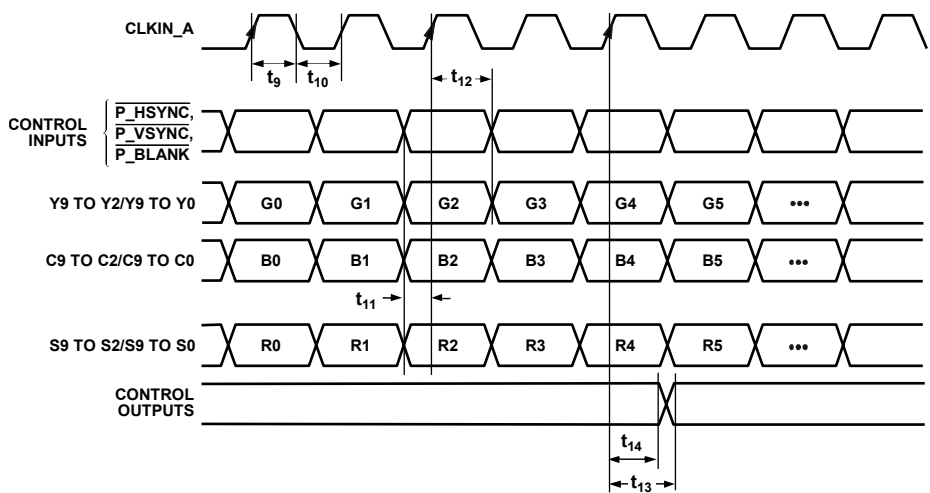 CLKIN_A
t9 t10 t12
CONTROL
INPUTS
P_HSYNC,
P_VSYNC,
P_BLANK
Y9 TO Y2/Y9 TO Y0 G0 G1 G2 G3 G4 G5 •••
C9 TO C2/C9 TO C0 B0 B1 B2 B3 B4 B5 •••
t11
S9 TO S2/S9 TO S0 R0 R1 R2 R3 R4 R5 •••
CONTROL
OUTPUTS
t14
t13